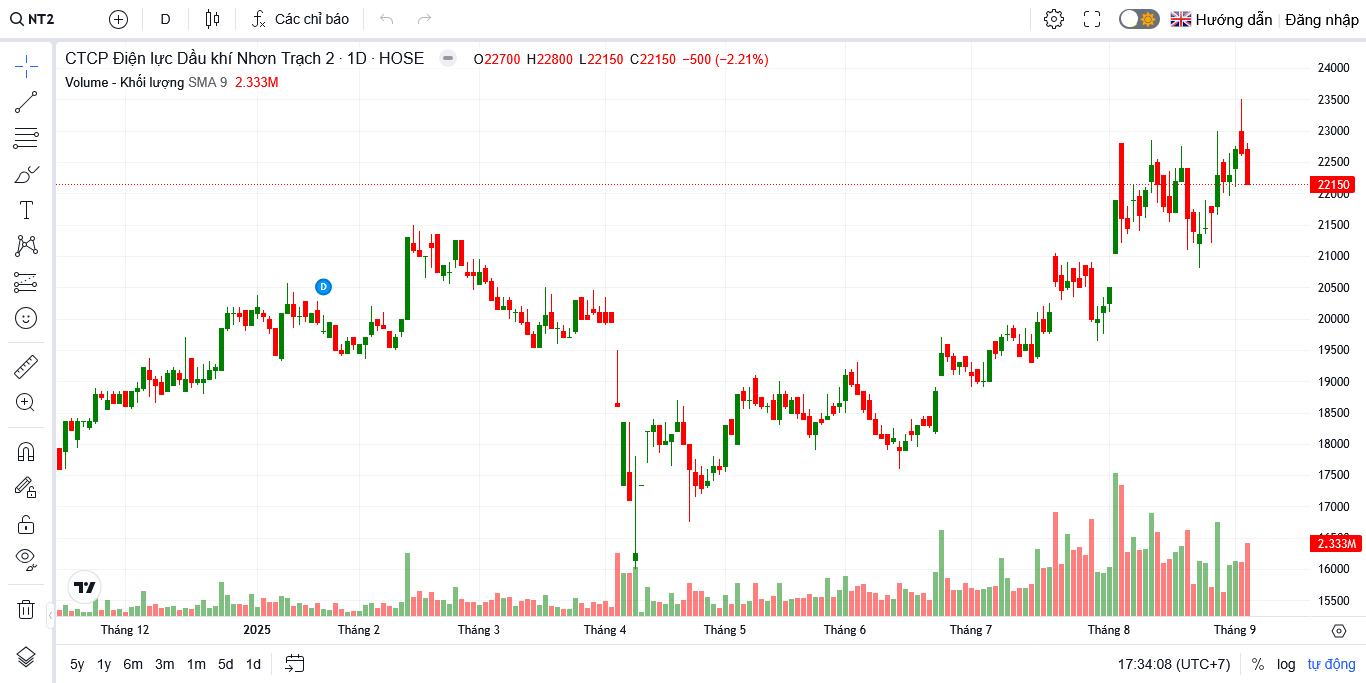 NT2 D Các chỉ báo Hướng dẫn Đăng nhập
CTCP Điện lực Dầu khí Nhơn Trạch 2 · 1D · HOSE O22700 H22800 L22150 C22150 −500 (−2.21%)
Volume - Khối lượng SMA 9 2.333M
24000
23500
23000
22500
22150
22000
21500
21000
D
20500
20000
19500
19000
18500
18000
17500
17000
2.333M
16000
15500
Tháng 12 2025 Tháng 2 Tháng 3 Tháng 4 Tháng 5 Tháng 6 Tháng 7 Tháng 8 Tháng 9
5y 1y 6m 3m 1m 5d 1d 17:34:08 (UTC+7) % log tự động